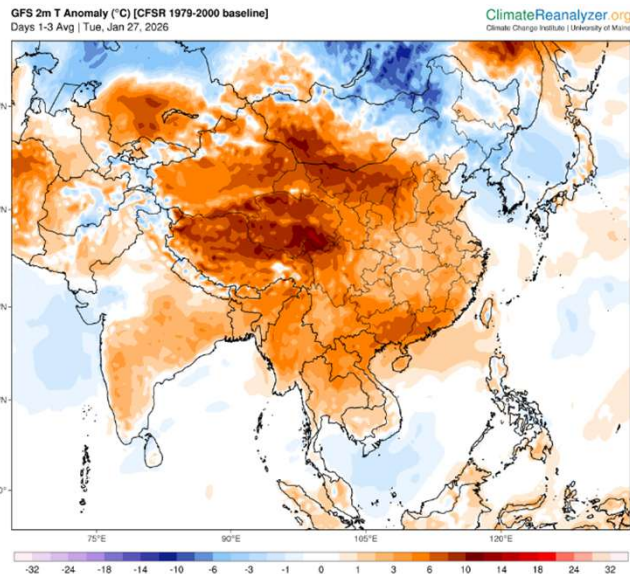 GFS 2m T Anomaly (°C) [CFSR 1979-2000 baseline]
ClimateReanalyzer.org
Days 1-3 Avg | Tue, Jan 27, 2026
Climate Change Institute | University of Maine
75°E 90°E 105°E 120°E
-32 -24 -18 -14 -10 -6 -3 -1 0 1 3 6 10 14 18 24 32